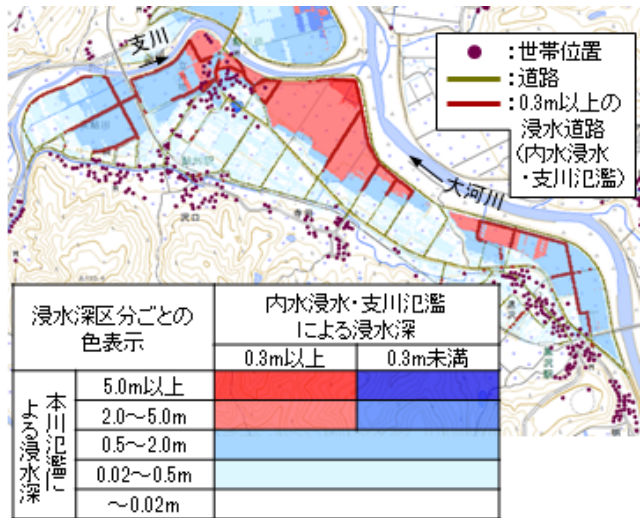 支川
●:世帯位置
:道路
:0.3m以上の
浸水道路
(内水浸水
・支川氾濫)
大河川
浸水深区分ごとの
色表示
内水浸水・支川氾濫
による浸水深
0.3m以上
0.3m未満
本川氾濫に
よる浸水深
5.0m以上
2.0～5.0m
0.5～2.0m
0.02～0.5m
～0.02m